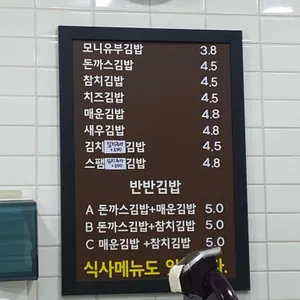 모니유부김밥 3.8
돈까스김밥 4.5
참치김밥 4.5
치즈김밥 4.5
매운김밥 4.8
새우김밥 4.8
김치 김밥 4.5
스팸 김밥 4.8
반반김밥
A 돈까스김밥+매운김밥 5.0
B 돈까스김밥+참치김밥 5.0
C 매운김밥 +참치김밥 5.0
식사메뉴도 다.